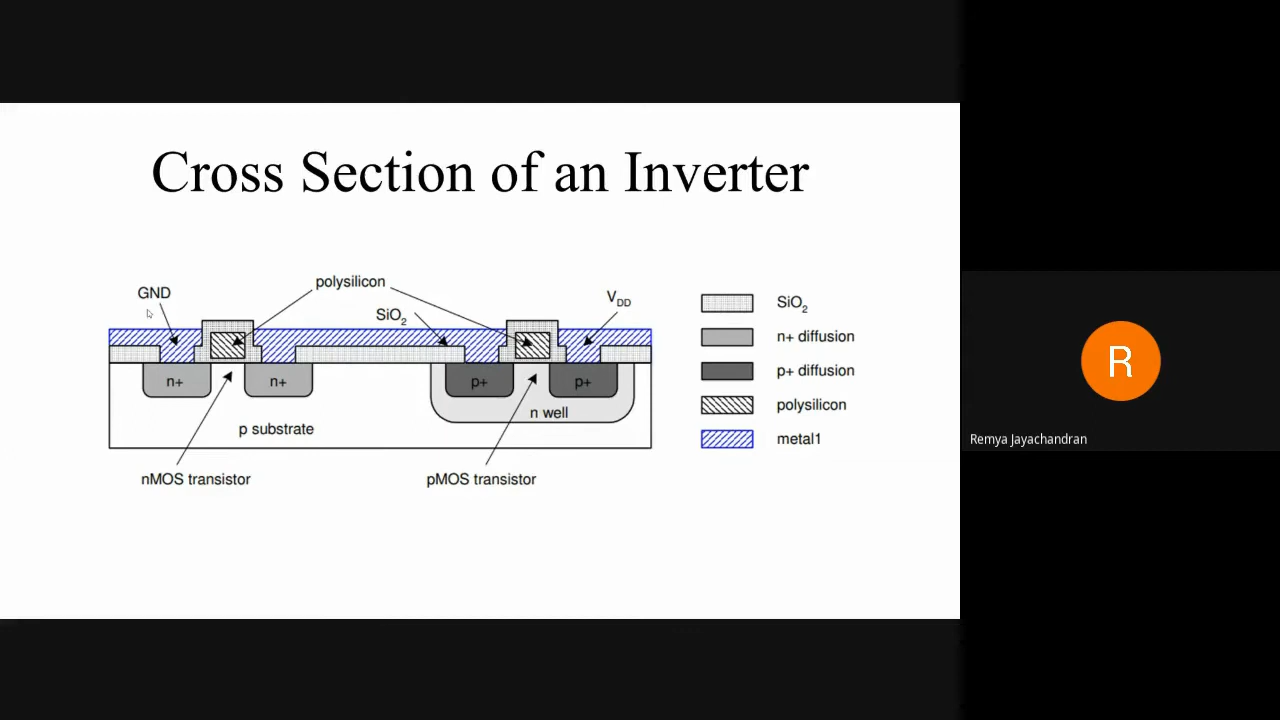 Cross Section of an Inverter
polysilicon
GND
SiO2
VDD
n+
n+
p+
p+
n well
p substrate
nMOS transistor
pMOS transistor
SiO2
n+ diffusion
p+ diffusion
polysilicon
metal1
R
Remya Jayachandran